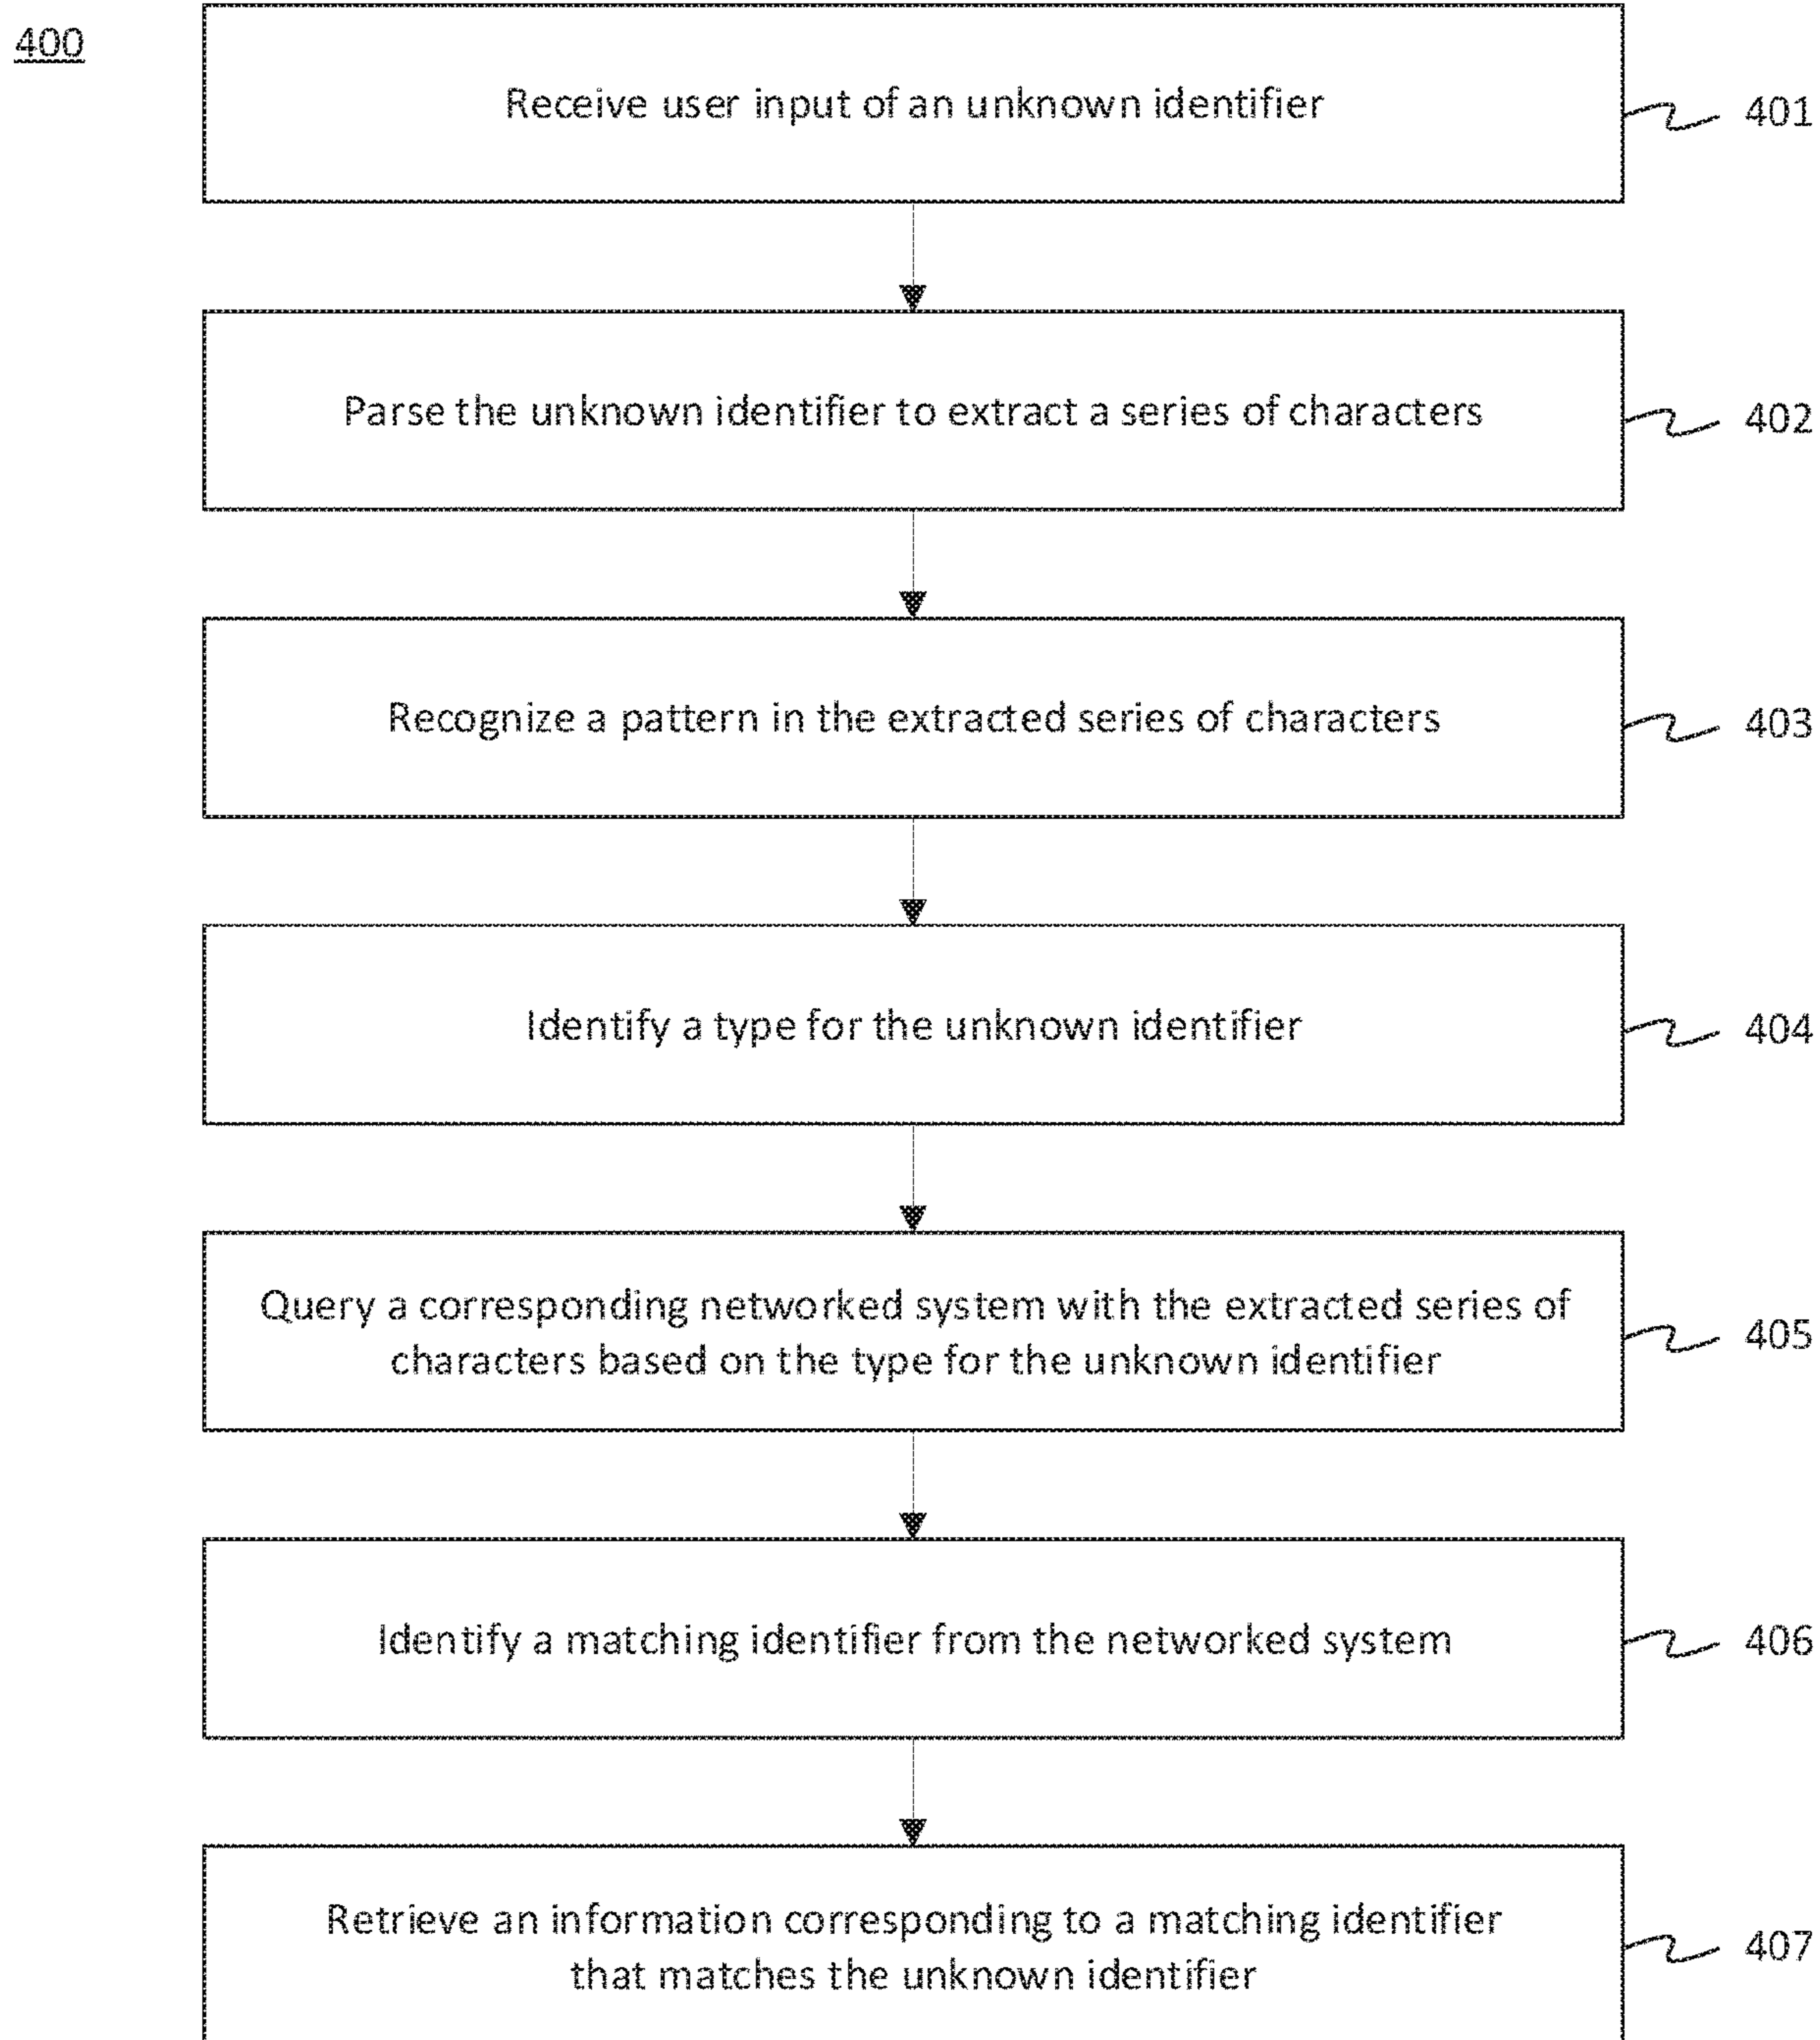 400
Receive user input of an unknown identifier
401
Parse the unknown identifier to extract a series of characters
402
Recognize a pattern in the extracted series of characters
403
Identify a type for the unknown identifier
404
Query a corresponding networked system with the extracted series of
characters based on the type for the unknown identifier
405
Identify a matching identifier from the networked system
406
Retrieve an information corresponding to a matching identifier
that matches the unknown identifier
407